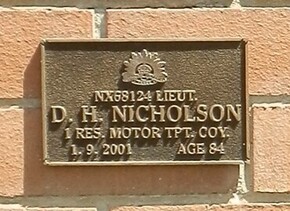 NX68124 LIEUT.
D. H. NICHOLSON
1 RES. MOTOR TPT. COY.
1. 9. 2001 AGE 84